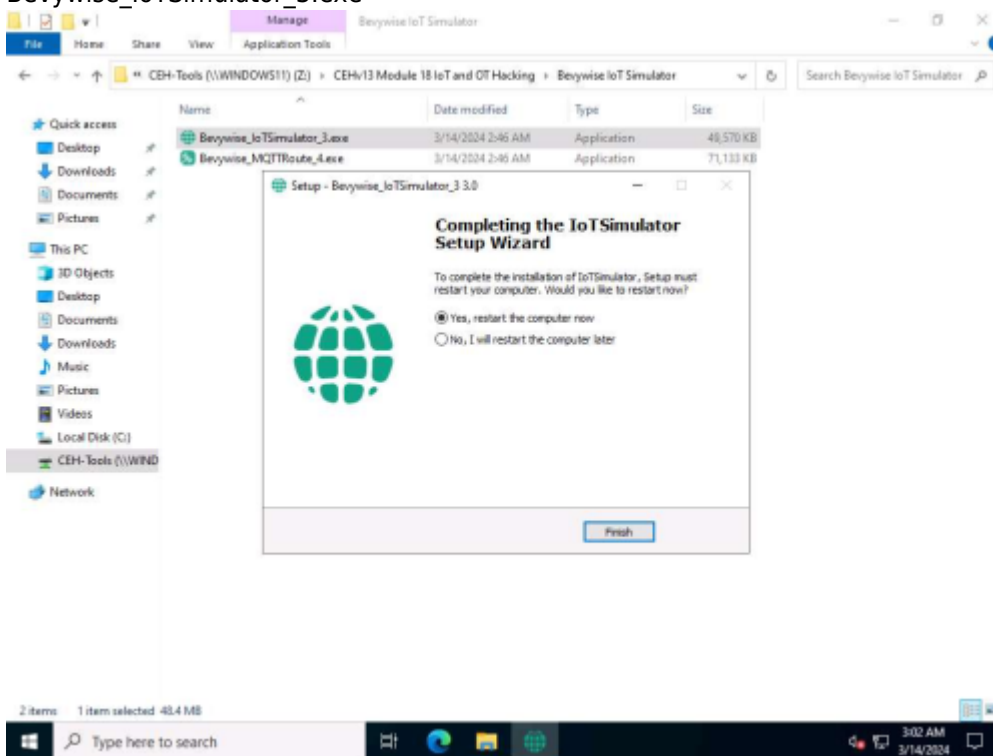 Bevywise_IoTSimulator_3.exe
Manage
Bevywise IoT Simulator
File
Home
Share
View
Application Tools
CEH-Tools (\\WINDOWS11) (Z:) › CEHv13 Module 18 IoT and OT Hacking › Bevywise IoT Simulator
Search Bevywise IoT Simulator
Name
Date modified
Type
Size
Quick access
Desktop
Downloads
Documents
Pictures
This PC
3D Objects
Desktop
Documents
Downloads
Music
Pictures
Videos
Local Disk (C:)
CEH-Tools (\\WIND
Network
Bevywise_IoTSimulator_3.exe 3/14/2024 2:46 AM Application 49,570 KB
Bevywise_MQTTRoute_4.exe 3/14/2024 2:46 AM Application 71,133 KB
Setup - Bevywise_IoTSimulator_3 3.0
Completing the IoTSimulator
Setup Wizard
To complete the installation of IoTSimulator, Setup must
restart your computer. Would you like to restart now?
Yes, restart the computer now
No, I will restart the computer later
Finish
2 items 1 item selected 48.4 MB
Type here to search
3:02 AM
3/14/2024